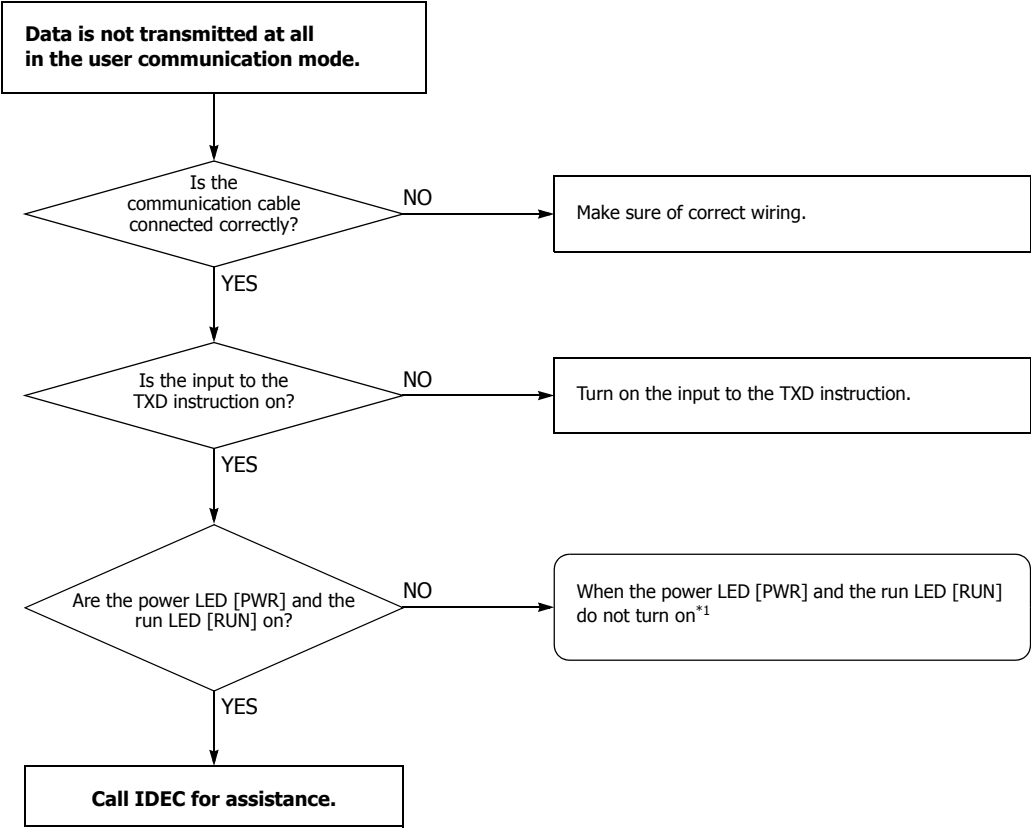 Data is not transmitted at all
in the user communication mode.
Is the
communication cable
connected correctly?
NO
Make sure of correct wiring.
YES
Is the input to the
TXD instruction on?
NO
Turn on the input to the TXD instruction.
YES
Are the power LED [PWR] and the
run LED [RUN] on?
NO
When the power LED [PWR] and the run LED [RUN]
do not turn on*1
YES
Call IDEC for assistance.